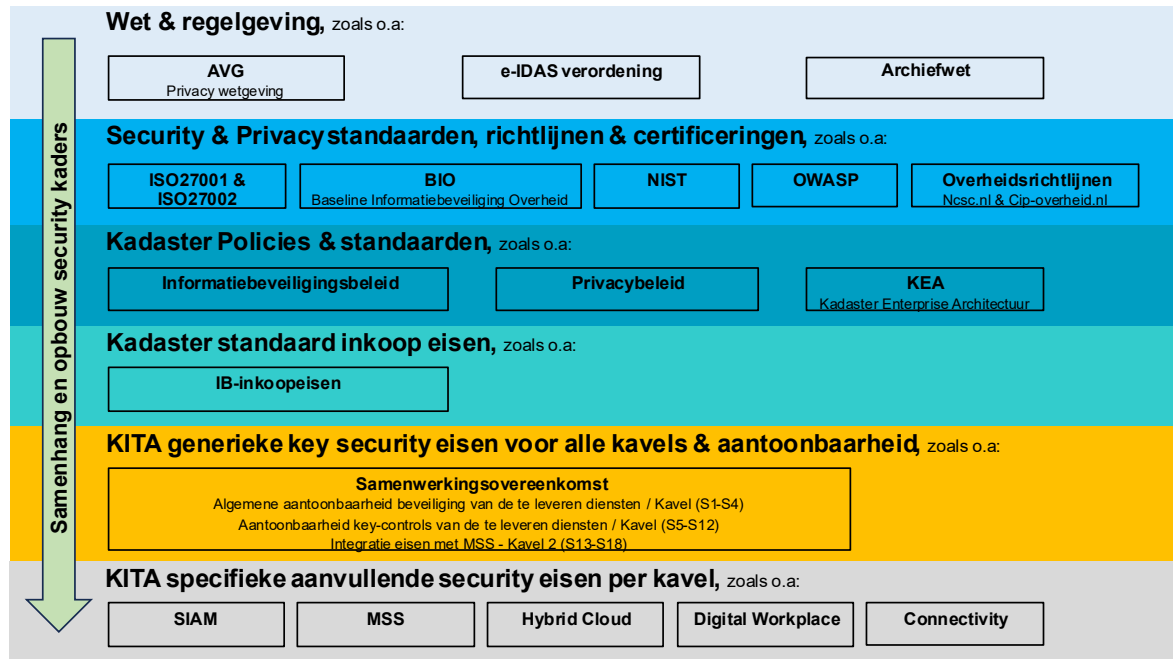 Wet & regelgeving, zoals o.a:
AVG
Privacy wetgeving
e-IDAS verordening
Archiefwet
Security & Privacy standaarden, richtlijnen & certificeringen, zoals o.a:
ISO27001 &
ISO27002
BIO
Baseline Informatiebeveiliging Overheid
NIST
OWASP
Overheidsrichtlijnen
Ncsc.nl & Cip-overheid.nl
Kadaster Policies & standaarden, zoals o.a:
Informatiebeveiligingsbeleid
Privacybeleid
KEA
Kadaster Enterprise Architectuur
Kadaster standaard inkoop eisen, zoals o.a:
IB-inkoopeisen
KITA generieke key security eisen voor alle kavels & aantoonbaarheid, zoals o.a:
Samenwerkingsovereenkomst
Algemene aantoonbaarheid beveiliging van de te leveren diensten / Kavel (S1-S4)
Aantoonbaarheid key-controls van de te leveren diensten / Kavel (S5-S12)
Integratie eisen met MSS - Kavel 2 (S13-S18)
KITA specifieke aanvullende security eisen per kavel, zoals o.a:
SIAM
MSS
Hybrid Cloud
Digital Workplace
Connectivity
Samenhang en opbouw security kaders